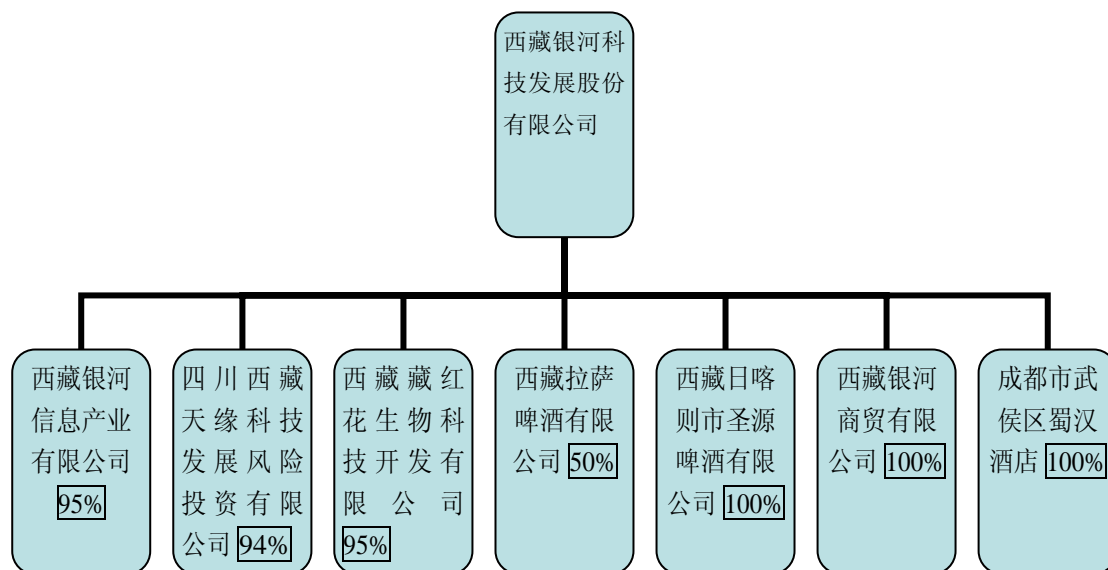 西藏银河科
技发展股份
有限公司
西藏银河
信息产业
有限公司
95%
四川西藏
天缘科技
发展风险
投资有限
公司 94%
西藏藏红
花生物科
技开发有
限公司
95%
西藏拉萨
啤酒有限
公司 50%
西藏日喀
则市圣源
啤酒有限
公司 100%
西藏银河
商贸有限
公司 100%
成都市武
侯区蜀汉
酒店 100%